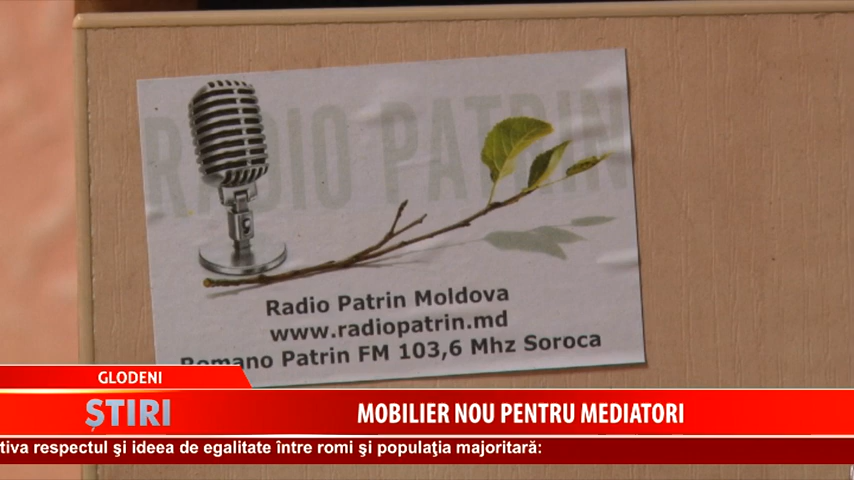 RADIO PATRIN
Radio Patrin Moldova
www.radiopatrin.md
Romano Patrin FM 103,6 Mhz Soroca
GLODENI
ȘTIRI
MOBILIER NOU PENTRU MEDIATORI
tiva respectul şi ideea de egalitate între romi şi populaţia majoritară: